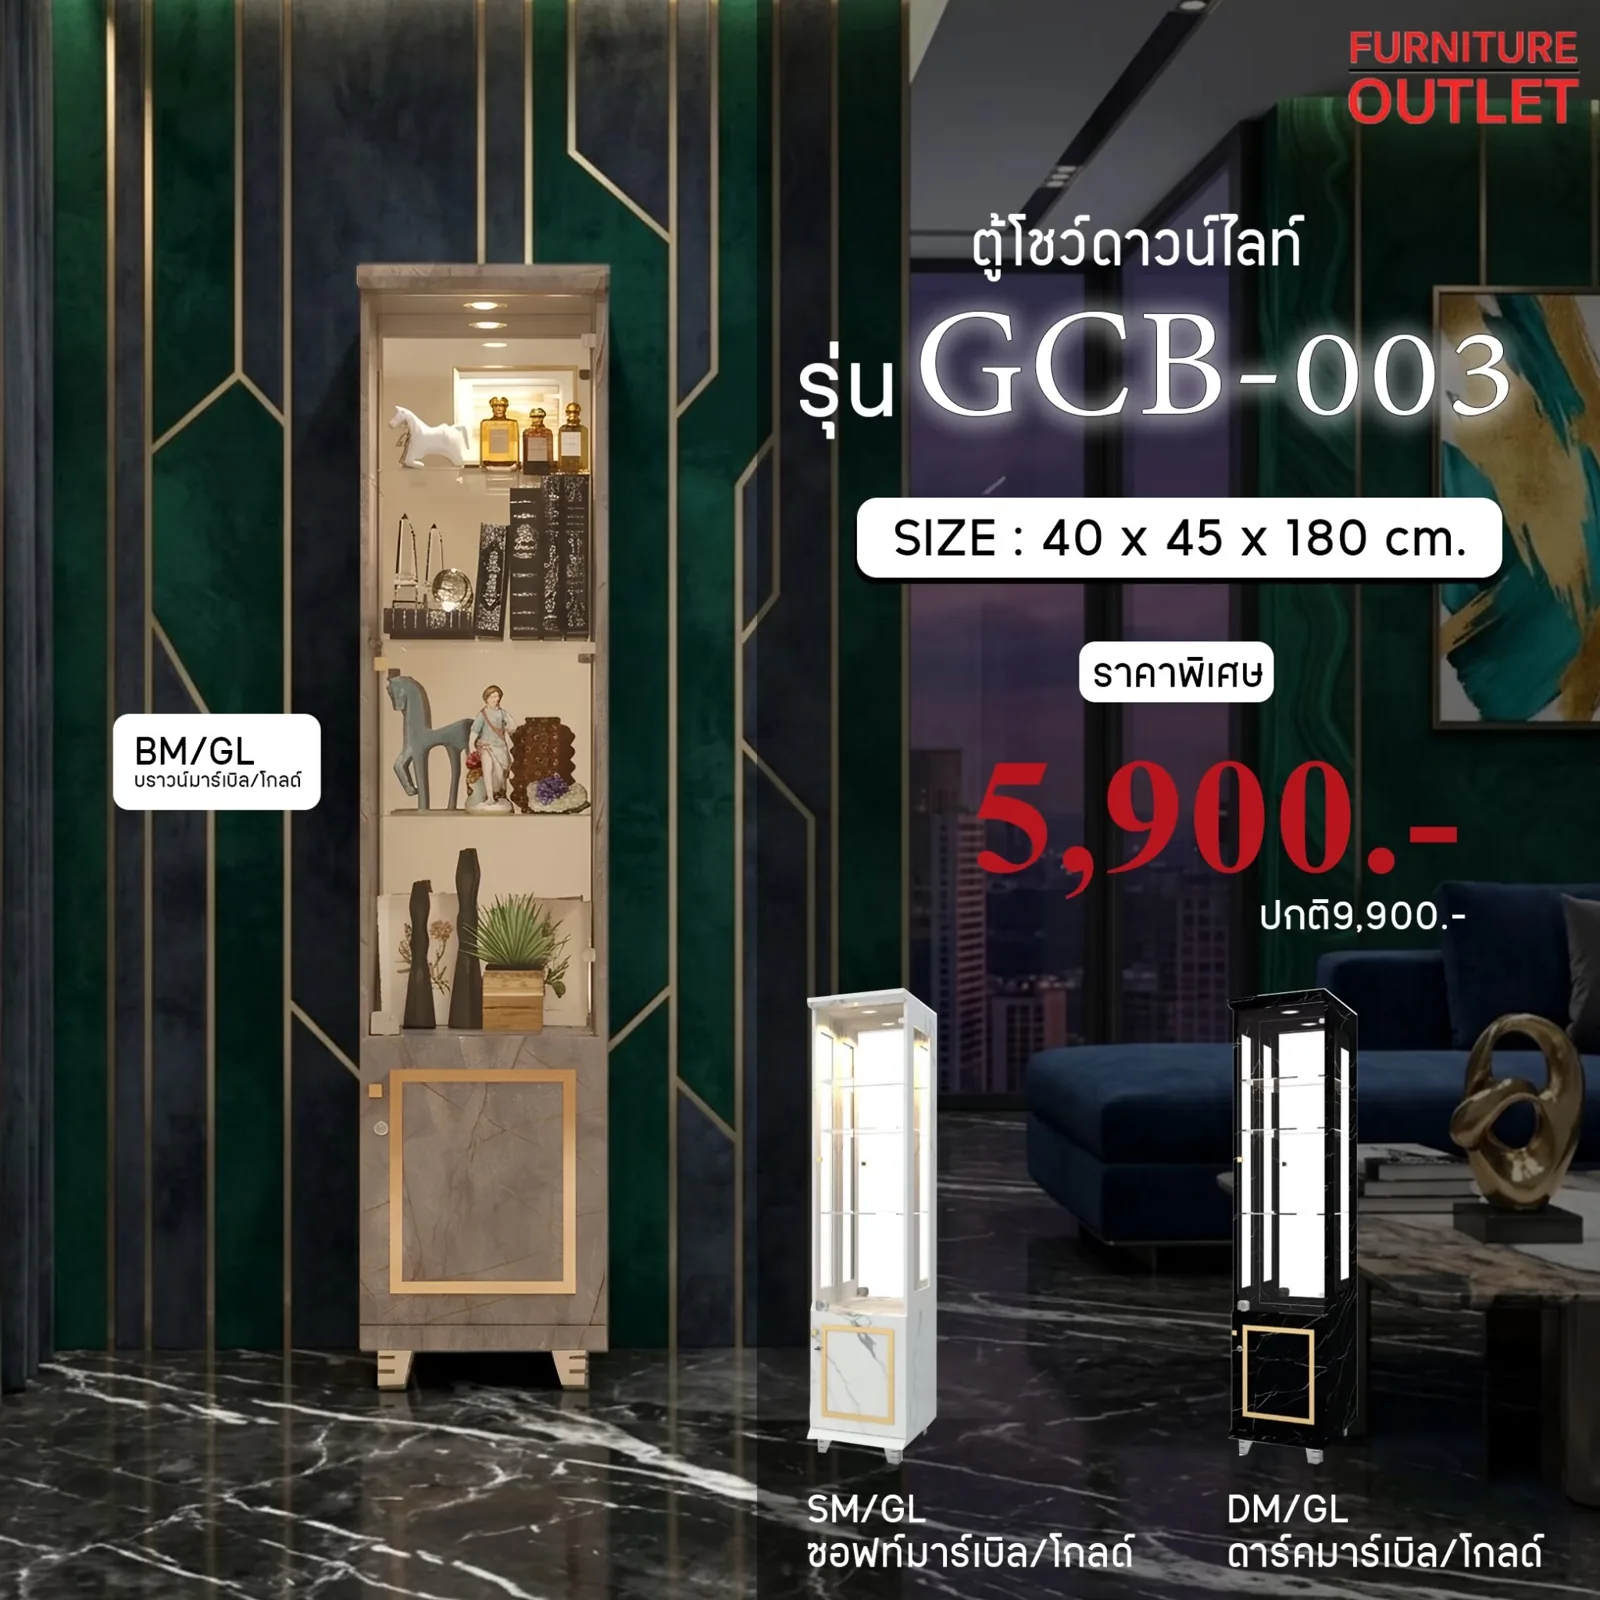 FURNITURE
OUTLET
ตู้โชว์ดาวน์ไลท์
รุ่น GCB-003
SIZE : 40 x 45 x 180 cm.
ราคาพิเศษ
5,900.-
ปกติ9,900.-
BM/GL
บราวน์มาร์เบิล/โกลด์
SM/GL
ซอฟท์มาร์เบิล/โกลด์
DM/GL
ดาร์คมาร์เบิล/โกลด์